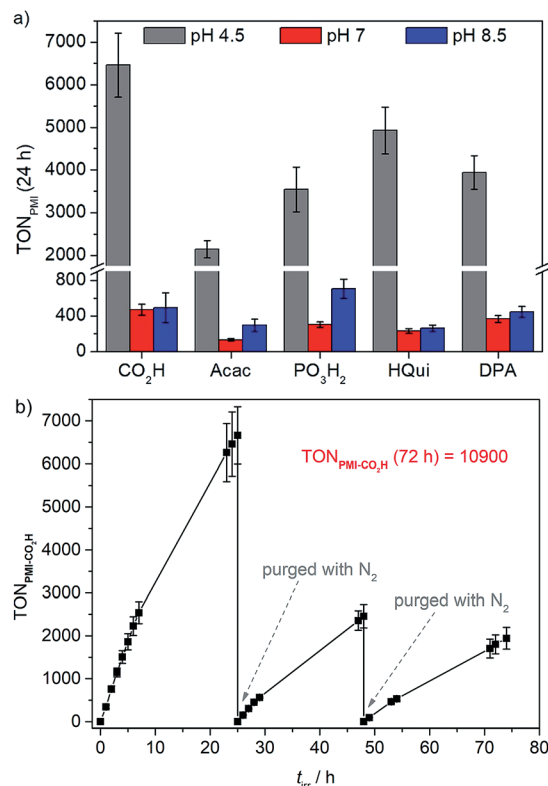 a)
pH 4.5 pH 7 pH 8.5
TON_PMI (24 h)
7000
6000
5000
4000
3000
2000
800
400
0
CO₂H Acac PO₃H₂ HQui DPA
b)
TON_PMI-CO₂H
7000
6000
5000
4000
3000
2000
1000
0
TON_PMI-CO₂H (72 h) = 10900
purged with N₂
purged with N₂
0 10 20 30 40 50 60 70 80
t_irr / h